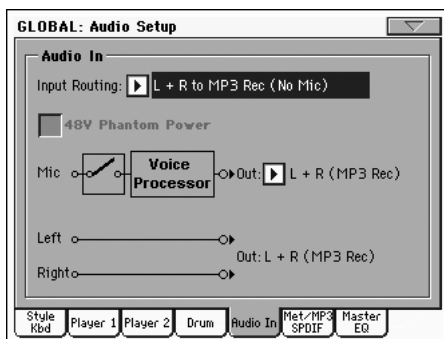 GLOBAL: Audio Setup
Audio In
Input Routing: L + R to MP3 Rec (No Mic)
48V Phantom Power
Mic
Voice
Processor
Out: L + R (MP3 Rec)
Left
Out: L + R (MP3 Rec)
Right
Style
Kbd
Player 1
Player 2
Drum
Audio In
Met/MP3
SPDIF
Master
EQ